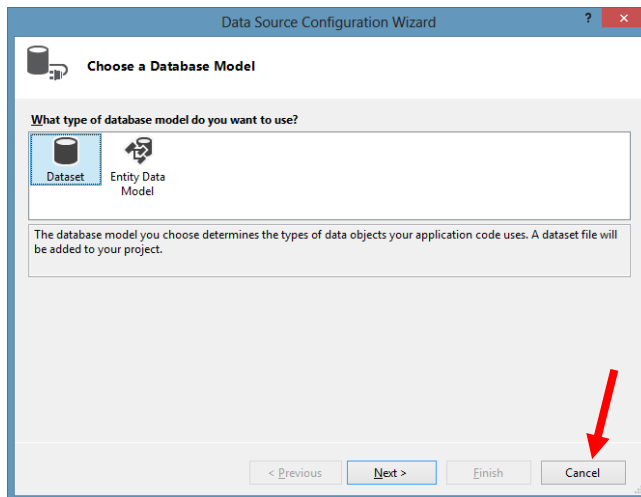 Data Source Configuration Wizard
?
Choose a Database Model
What type of database model do you want to use?
Dataset
Entity Data
Model
The database model you choose determines the types of data objects your application code uses. A dataset file will
be added to your project.
< Previous
Next >
Finish
Cancel